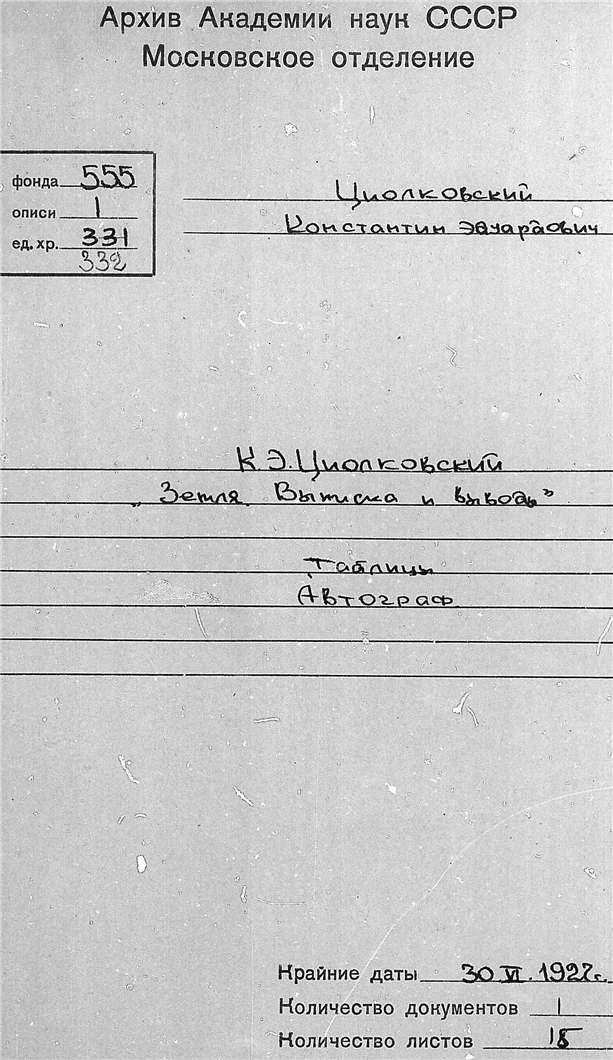 Архив Академии наук СССР
Московское отделение
фонда 555
описи 1
ед. хр. 331
332
Циолковский
Константин Эдуардович
К.Э. Циолковский
„Земля. Выписка и выводы”
Таблицы
Автограф
Крайние даты 30.VI.1927г.
Количество документов 1
Количество листов 18